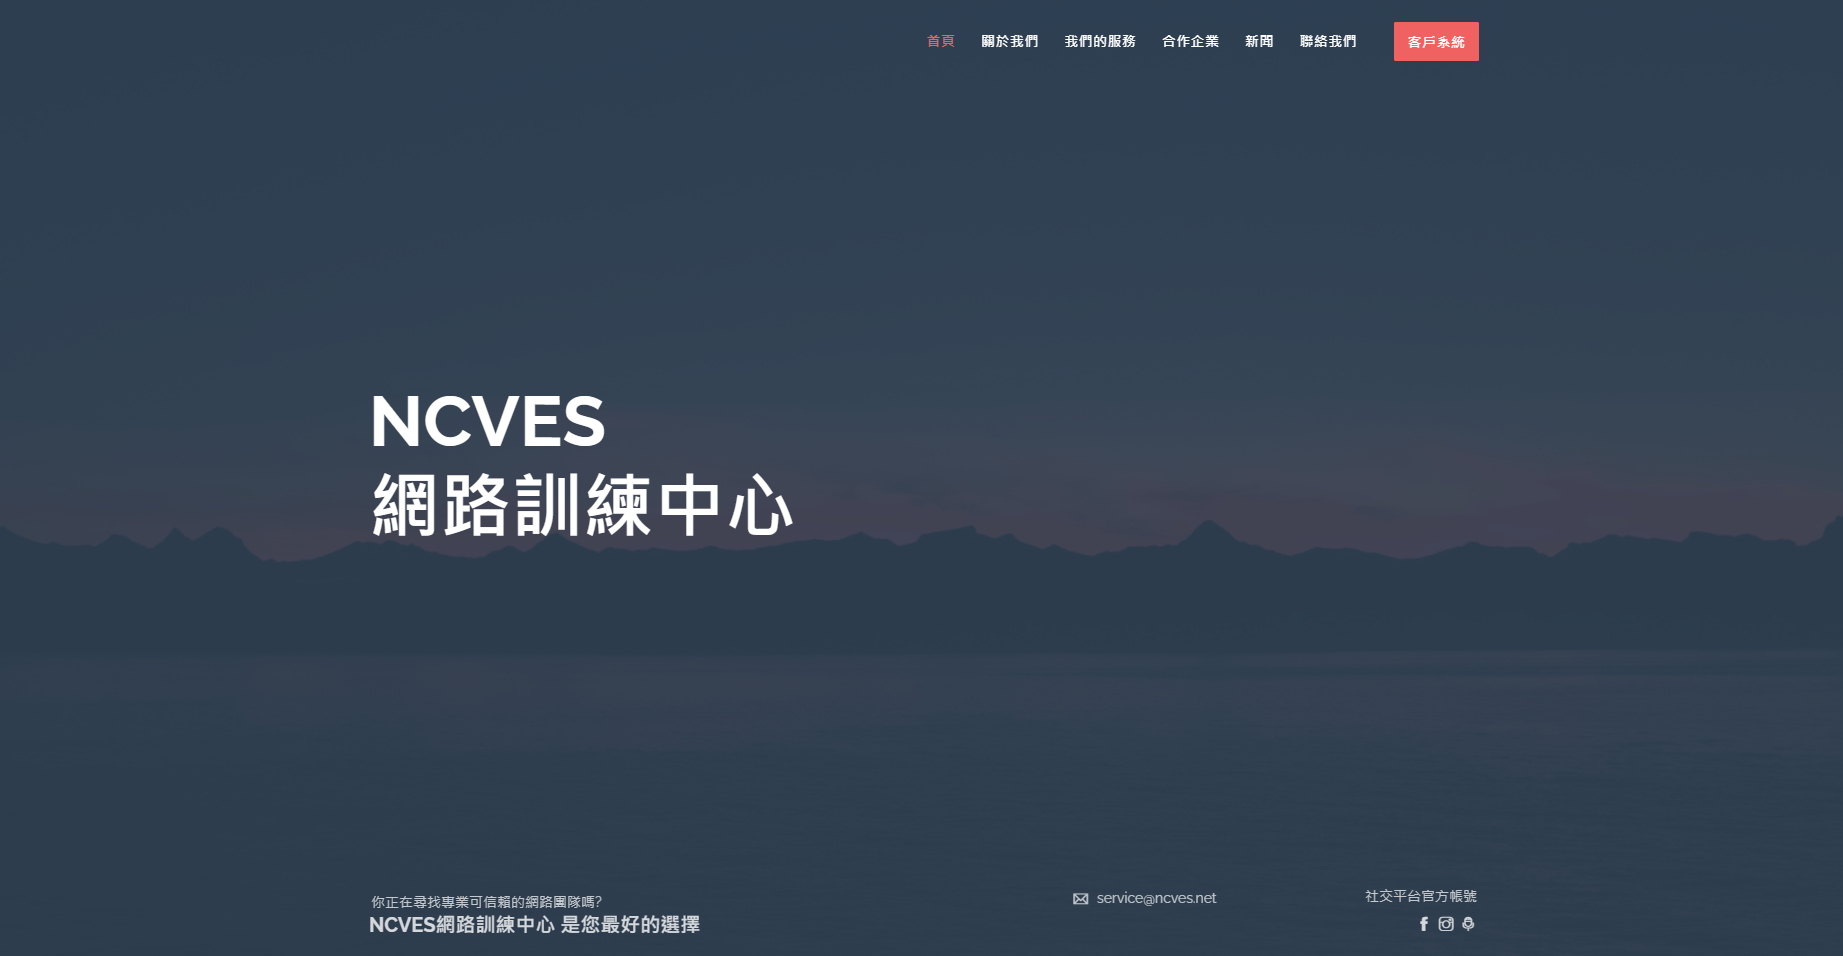 首頁 關於我們 我們的服務 合作企業 新聞 聯絡我們 客戶系統
NCVES
網路訓練中心
你正在尋找專業可信賴的網路團隊嗎?
NCVES網路訓練中心 是您最好的選擇
service@ncves.net
社交平台官方帳號